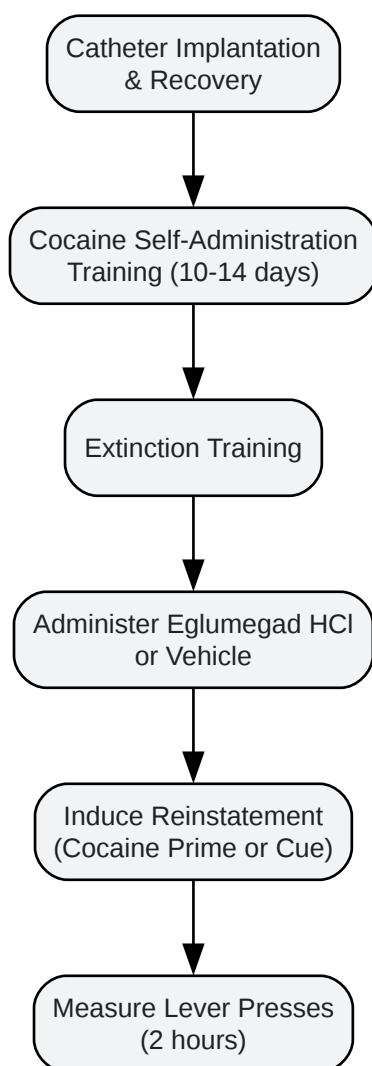 Catheter Implantation
& Recovery
Cocaine Self-Administration
Training (10-14 days)
Extinction Training
Administer Eglumegad HCl
or Vehicle
Induce Reinstatement
(Cocaine Prime or Cue)
Measure Lever Presses
(2 hours)